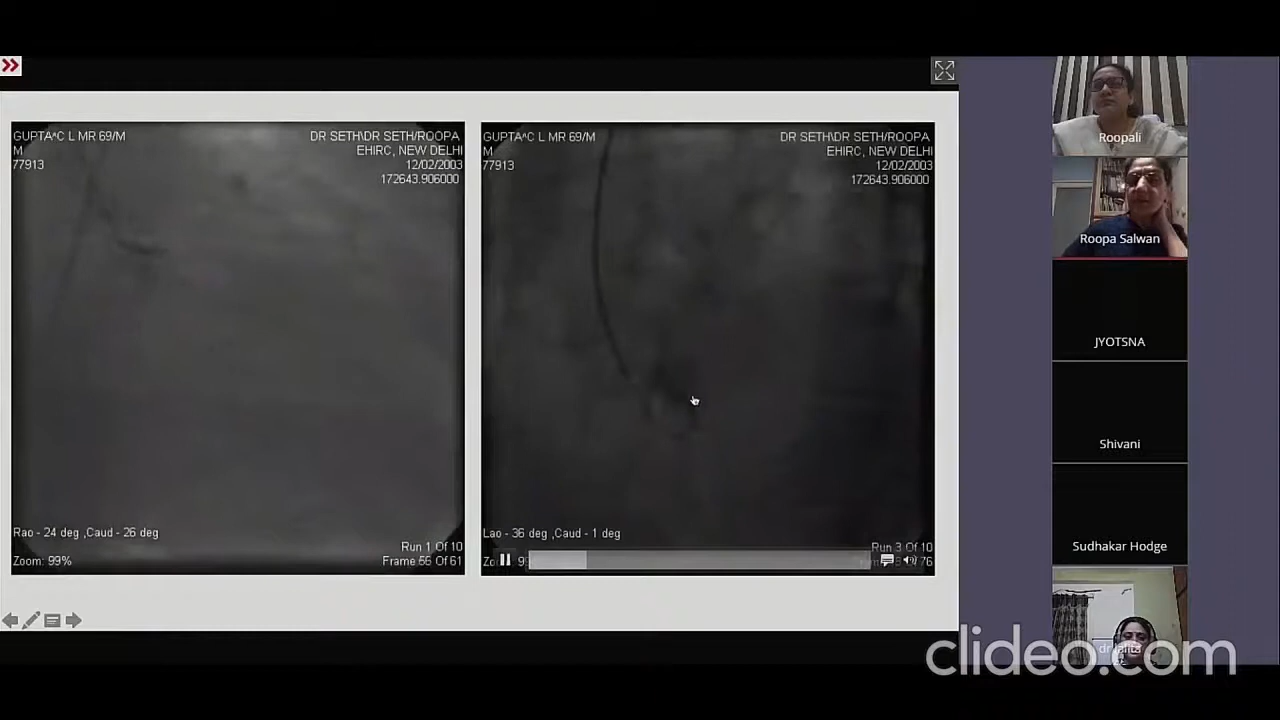 GUPTA^C L MR 69/M
M
77913
DR SETH\DR SETH/ROOPA
EHIRC, NEW DELHI
12/02/2003
172643.906000
Rao - 24 deg ,Caud - 26 deg
Zoom: 99%
Run 1 Of 10
Frame 56 Of 61
GUPTA^C L MR 69/M
M
77913
DR SETH\DR SETH/ROOPA
EHIRC, NEW DELHI
12/02/2003
172643.906000
Lao - 36 deg ,Caud - 1 deg
Run 3 Of 10
Roopali
Roopa Salwan
JYOTSNA
Shivani
Sudhakar Hodge
clideo.com